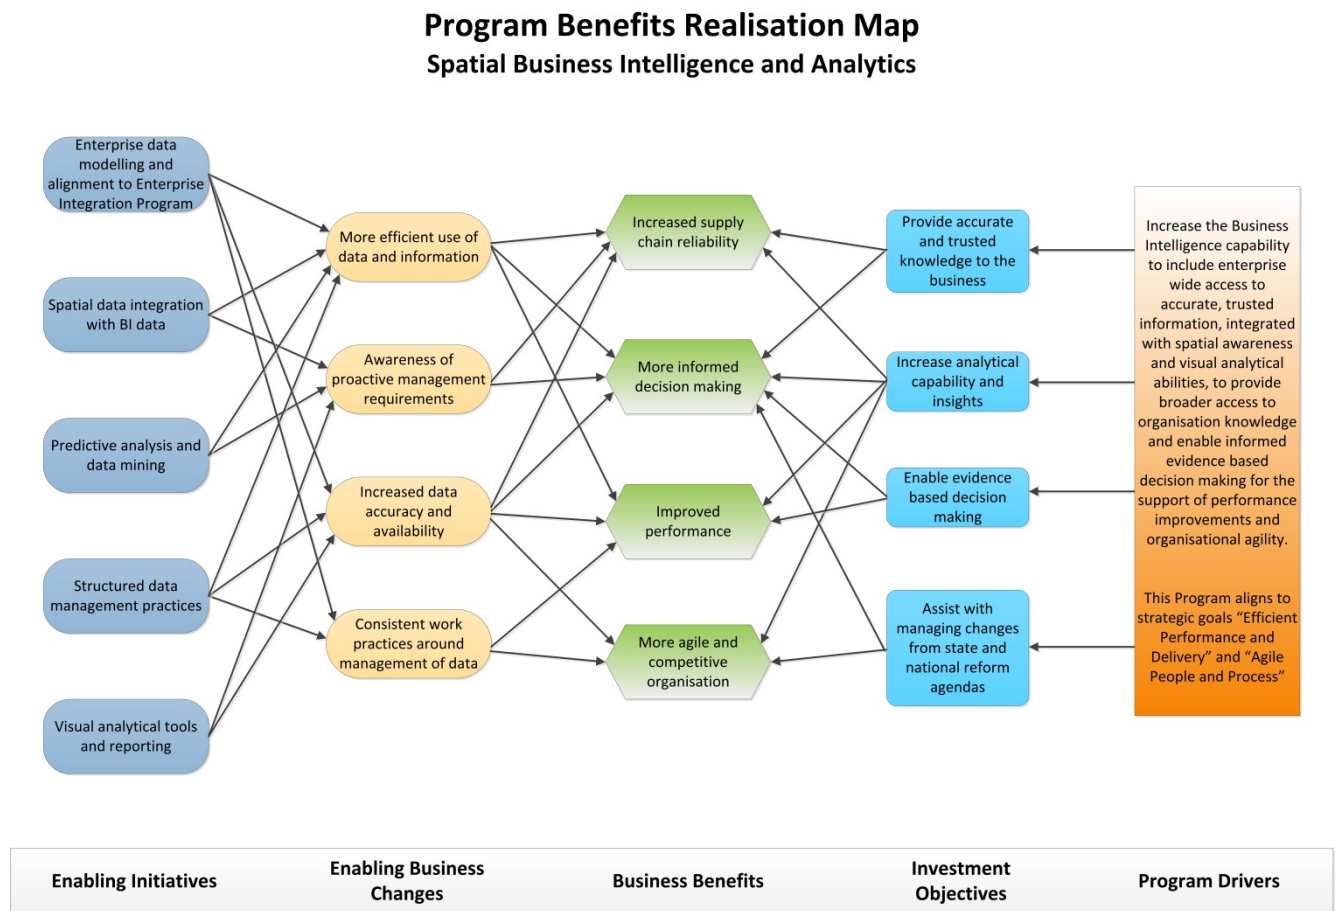 Program Benefits Realisation Map
Spatial Business Intelligence and Analytics
Enterprise data
modelling and
alignment to Enterprise
Integration Program
Spatial data integration
with BI data
Predictive analysis and
data mining
Structured data
management practices
Visual analytical tools
and reporting
More efficient use of
data and information
Awareness of
proactive management
requirements
Increased data
accuracy and
availability
Consistent work
practices around
management of data
Increased supply
chain reliability
More informed
decision making
Improved
performance
More agile and
competitive
organisation
Provide accurate
and trusted
knowledge to the
business
Increase analytical
capability and
insights
Enable evidence
based decision
making
Assist with
managing changes
from state and
national reform
agendas
Increase the Business
Intelligence capability
to include enterprise
wide access to
accurate, trusted
information, integrated
with spatial awareness
and visual analytical
abilities, to provide
broader access to
organisation knowledge
and enable informed
evidence based
decision making for the
support of performance
improvements and
organisational agility.
This Program aligns to
strategic goals “Efficient
Performance and
Delivery” and “Agile
People and Process”
Enabling Initiatives
Enabling Business
Changes
Business Benefits
Investment
Objectives
Program Drivers